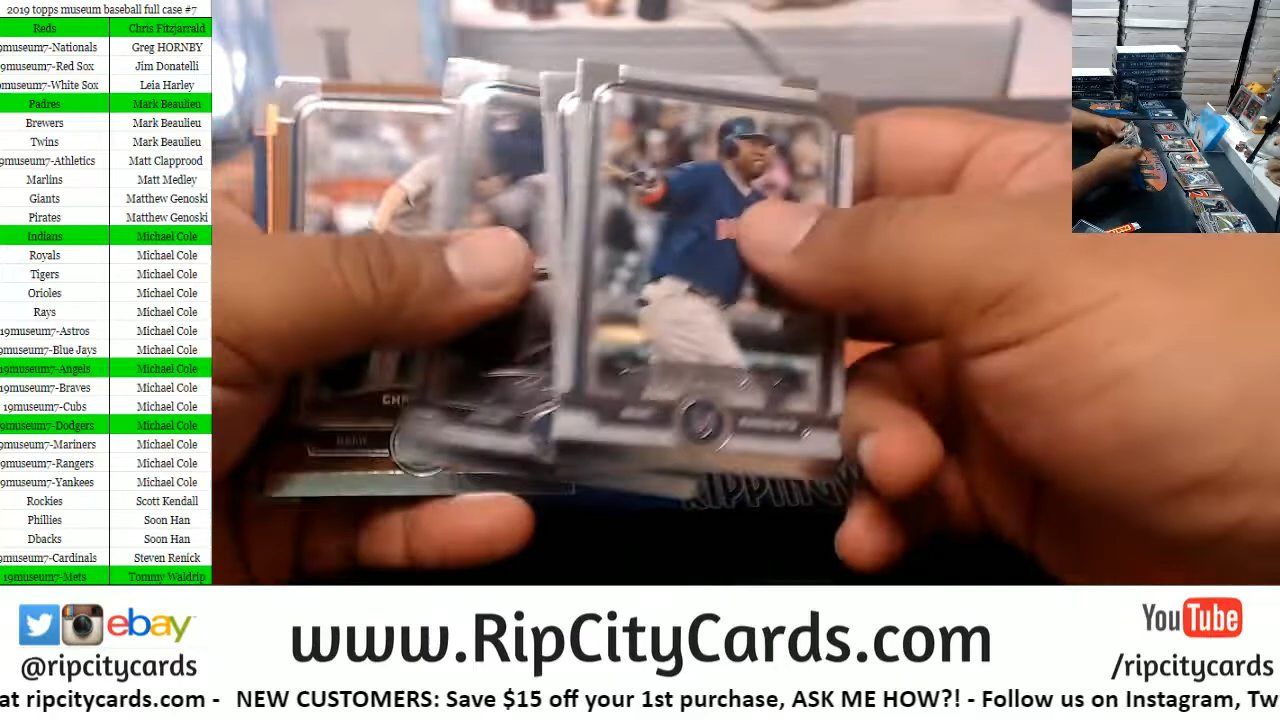 2019 topps museum baseball full case #7
Reds Chris Fitzjarrald
9museum7-Nationals Greg HORNBY
9museum7-Red Sox Jim Donatelli
museum7-White Sox Leia Harley
Padres Mark Beaulieu
Brewers Mark Beaulieu
Twins Mark Beaulieu
9museum7-Athletics Matt Clapprood
Marlins Matt Medley
Giants Matthew Genoski
Pirates Matthew Genoski
Indians Michael Cole
Royals Michael Cole
Tigers Michael Cole
Orioles Michael Cole
Rays Michael Cole
19museum7-Astros Michael Cole
9museum7-Blue Jays Michael Cole
19museum7-Angels Michael Cole
9museum7-Braves Michael Cole
19museum7-Cubs Michael Cole
9museum7-Dodgers Michael Cole
9museum7-Mariners Michael Cole
9museum7-Rangers Michael Cole
9museum7-Yankees Michael Cole
Rockies Scott Kendall
Phillies Soon Han
Dbacks Soon Han
9museum7-Cardinals Steven Renick
19museum7-Mets Tommy Waldrip
CHR
RIPPING
ebay
@ripcitycards
www.RipCityCards.com
YouTube
/ripcitycards
at ripcitycards.com - NEW CUSTOMERS: Save $15 off your 1st purchase, ASK ME HOW?! - Follow us on Instagram, Tw